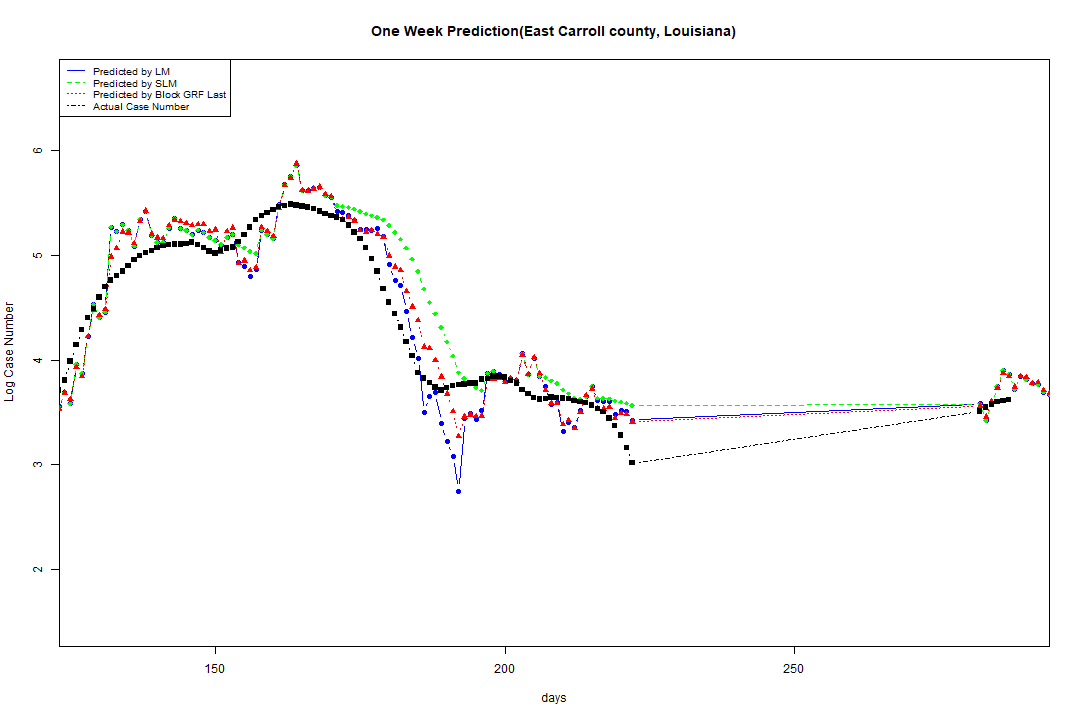 One Week Prediction(East Carroll county, Louisiana)
Predicted by LM
Predicted by SLM
Predicted by Block GRF Last
Actual Case Number
6
5
4
3
2
Log Case Number
150
200
250
days